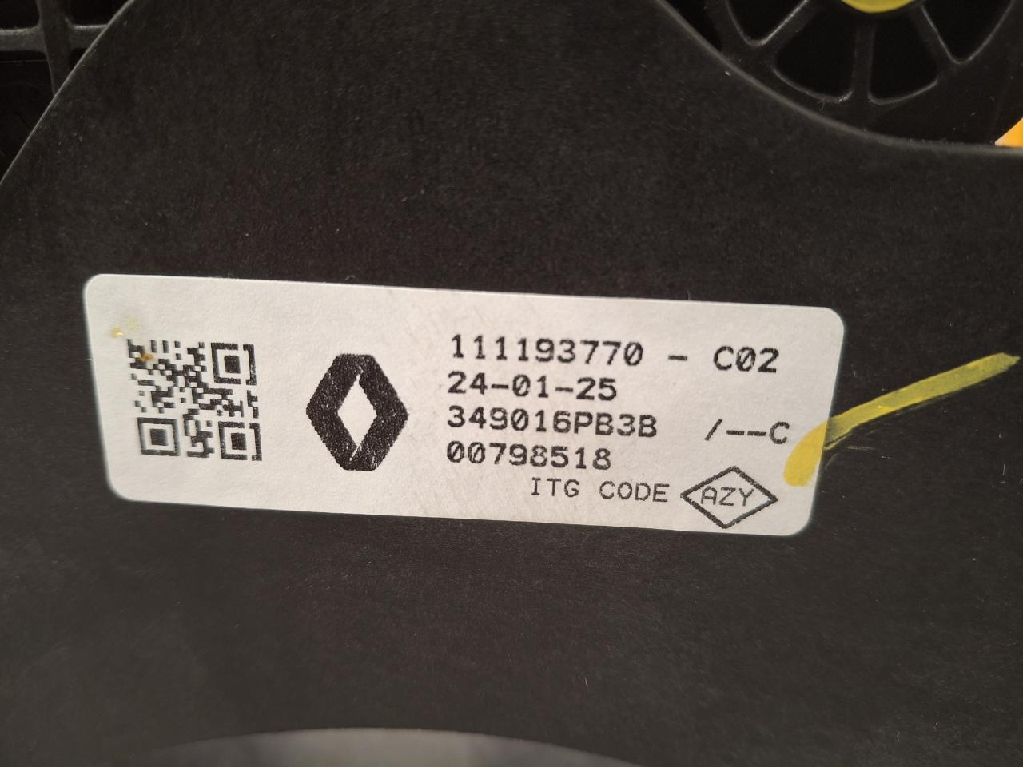 111193770 - C02
24-01-25
349016PB3B /--C
00798518
ITG CODE AZY